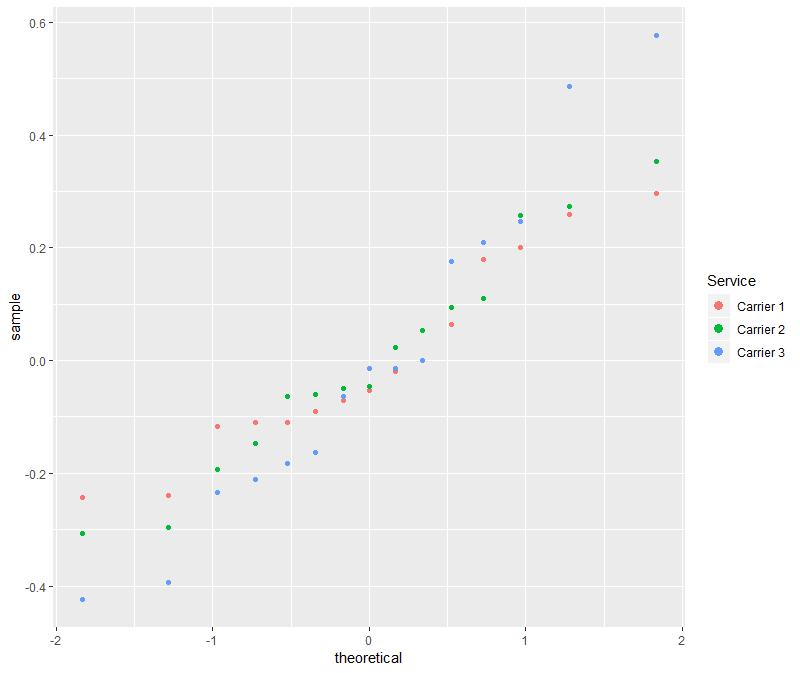 0.6
0.4
0.2
0.0
-0.2
-0.4
sample
-2
-1
0
1
2
theoretical
Service
Carrier 1
Carrier 2
Carrier 3